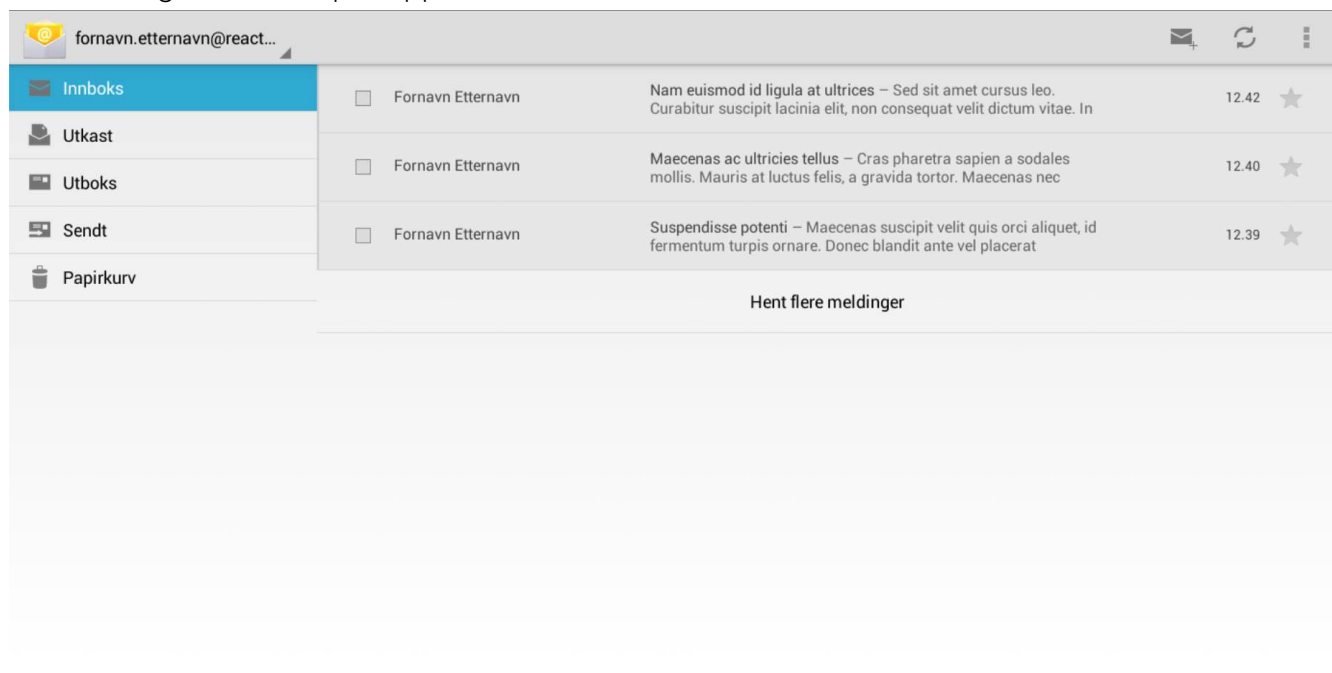 fornavn.etternavn@react...
Innboks
Utkast
Utboks
Sendt
Papirkurv
Fornavn Etternavn
Nam euismod id ligula at ultrices – Sed sit amet cursus leo.
Curabitur suscipit lacinia elit, non consequat velit dictum vitae. In
12.42
Fornavn Etternavn
Maecenas ac ultricies tellus – Cras pharetra sapien a sodales
mollis. Mauris at luctus felis, a gravida tortor. Maecenas nec
12.40
Fornavn Etternavn
Suspendisse potenti – Maecenas suscipit velit quis orci aliquet, id
fermentum turpis ornare. Donec blandit ante vel placerat
12.39
Hent flere meldinger